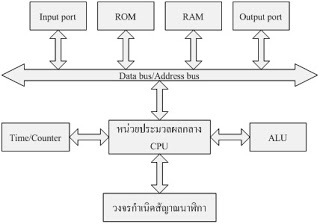 Input port
ROM
RAM
Output port
Data bus/Address bus
Time/Counter
หน่วยประมวลผลกลาง
CPU
ALU
วงจรกำเนิดสัญญาณนาฬิกา